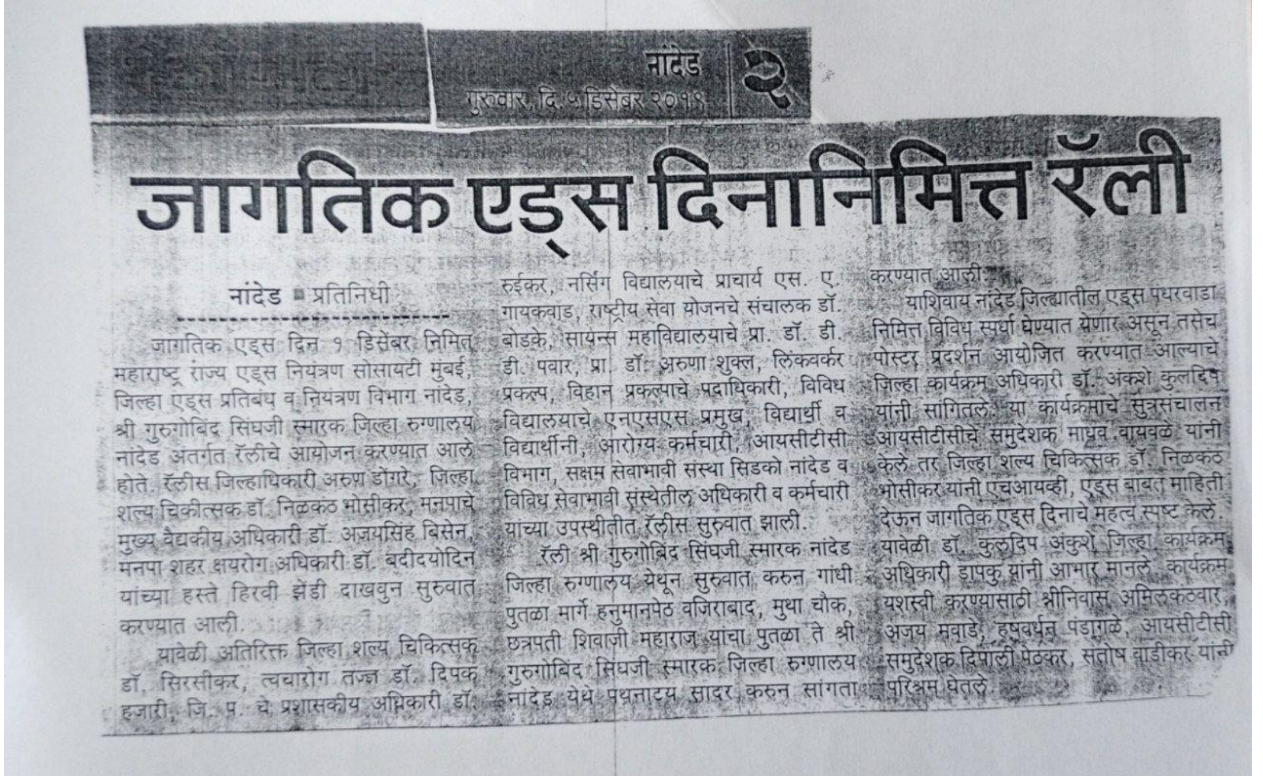 नांदेड
गुरुवार, दि. ५ डिसेंबर २०१९
२
जागतिक एड्स दिनानिमित्त रॅली
नांदेड ■ प्रतिनिधी
जागतिक एड्स दिन १ डिसेंबर निमित्
महाराष्ट्र राज्य एड्स नियंत्रण सोसायटी मुंबई,
जिल्हा एड्स प्रतिबंध व नियंत्रण विभाग नांदेड,
श्री गुरुगोबिंद सिंघजी स्मारक जिल्हा रुग्णालय
नांदेड अंतर्गत रॅलीचे आयोजन करण्यात आले
होते. रॅलीस जिल्हाधिकारी अरुण डोंगरे, जिल्हा
शल्य चिकीत्सक डॉ. निळकंठ भोसीकर, मनपाचे
मुख्य वैद्यकीय अधिकारी डॉ. अजयसिंह बिसेन,
मनपा शहर क्षयरोग अधिकारी डॉ. बदीदयोदिन
यांच्या हस्ते हिरवी झेंडी दाखवुन सुरुवात
करण्यात आली.
यावेळी अतिरिक्त जिल्हा शल्य चिकित्सक
डॉ. सिरसीकर, त्वचारोग तज्ज्ञ डॉ. दिपक
हजारी, जि. प. चे प्रशासकीय अधिकारी डॉ.
रुईकर, नर्सिंग विद्यालयाचे प्राचार्य एस. ए.
गायकवाड, राष्ट्रीय सेवा योजनचे संचालक डॉ.
बोडके, सायन्स महाविद्यालयाचे प्रा. डॉ. डी.
डी. पवार, प्रा. डॉ. अरुणा शुक्ल, लिंकवर्कर
प्रकल्प, विहान प्रकल्पाचे पदाधिकारी, विविध
विद्यालयाचे एनएसएस प्रमुख, विद्यार्थी व
विद्यार्थीनी, आरोग्य कर्मचारी, आयसीटीसी
विभाग, सक्षम सेवाभावी संस्था सिडको नांदेड व
विविध सेवाभावी संस्थेतील अधिकारी व कर्मचारी
यांच्या उपस्थितीत रॅलीस सुरुवात झाली.
रॅली श्री गुरुगोबिंद सिंघजी स्मारक नांदेड
जिल्हा रुग्णालय येथून सुरुवात करुन गांधी
पुतळा मार्गे हनुमानपेठ वजिराबाद, मुथा चौक,
छत्रपती शिवाजी महाराज यांचा पुतळा ते श्री
गुरुगोबिंद सिंघजी स्मारक जिल्हा रुग्णालय
नांदेड येथे पथनाट्य सादर करुन सांगता
करण्यात आली.
याशिवाय नांदेड जिल्ह्यातील एड्स पंधरवाडा
निमित्त विविध स्पर्धा घेण्यात येणार असून तसेच
पोस्टर प्रदर्शन आयोजित करण्यात आल्याचे
जिल्हा कार्यक्रम अधिकारी डॉ. अंकुशे कुलदिप
यांनी सांगितले. या कार्यक्रमाचे सुत्रसंचालन
आयसीटीसीचे समुदेशक माधव वायवळे यांनी
केले तर जिल्हा शल्य चिकित्सक डॉ. निळकंठ
भोसीकर यांनी एचआयव्ही, एड्स बाबत माहिती
देऊन जागतिक एड्स दिनाचे महत्व स्पष्ट केले.
यावेळी डॉ. कुलदिप अंकुशे जिल्हा कार्यक्रम
अधिकारी डापकु यांनी आभार मानले. कार्यक्रम
यशस्वी करण्यासाठी श्रीनिवास अमिलकंठवार,
अजय मवाडे, हर्षवर्धन पंडागळे, आयसीटीसी
समुदेशक दिपाली पेठकर, संतोष वाडीकर यांनी
परिश्रम घेतले.